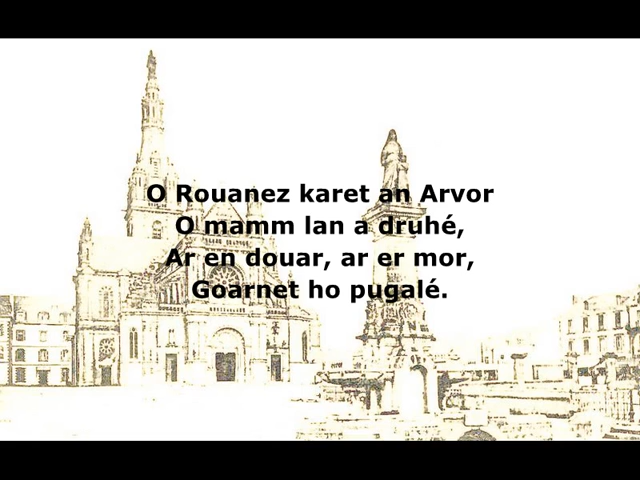 O Rouanez karet an Arvor
O mamm lan a druhé,
Ar en douar, ar er mor,
Goarnet ho pugalé.